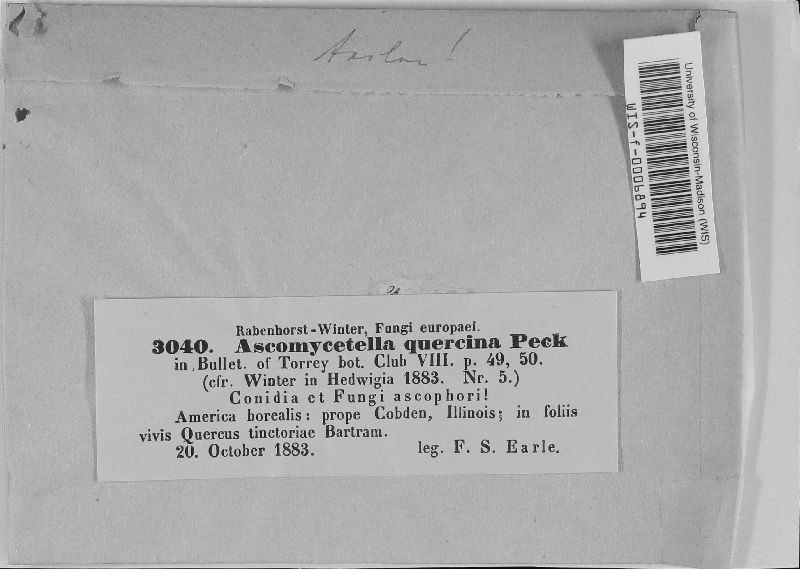 University of Wisconsin-Madison (WIS)
WIS-f-0006894
Rabenhorst-Winter, Fungi europaei.
3040. Ascomycetella quercina Peck
in Bullet. of Torrey bot. Club VIII. p. 49, 50.
(cfr. Winter in Hedwigia 1883. Nr. 5.)
Conidia et Fungi ascophori!
America borealis: prope Cobden, Illinois; in foliis
vivis Quercus tinctoriae Bartram.
20. October 1883. leg. F. S. Earle.